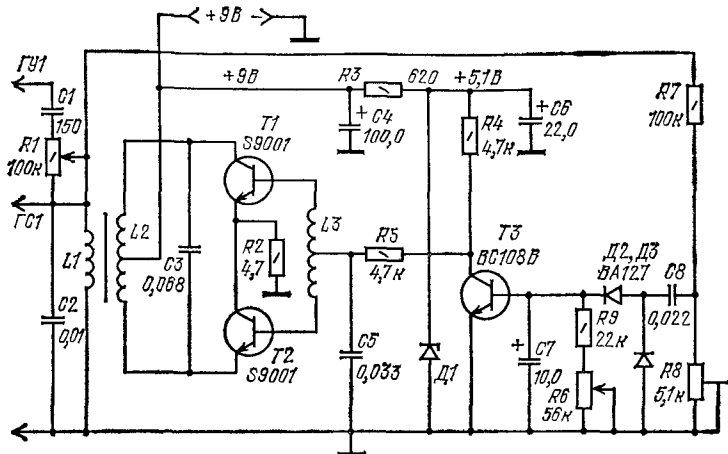 +9В -
ГУ1
+9В
R3
620
+5,1В
C1
150
R7
100к
T1
S9001
+
C4
100,0
R4
4,7к
+
C6
22,0
R1
100к
ГС1
L1
L2
C3
0,068
R2
4,7
L3
R5
4,7к
T3
BC108B
Д2, Д3
BA127
C8
0,022
C2
0,01
T2
S9001
C5
0,033
Д1
+
C7
10,0
R9
22к
R6
56к
R8
5,1к